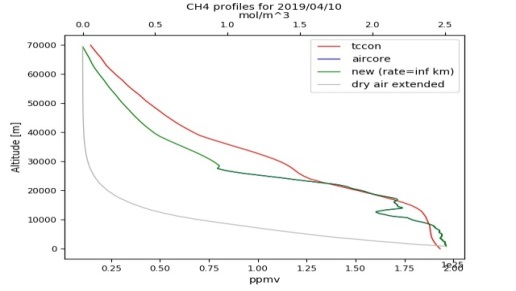 CH4 profiles for 2019/04/10
mol/m^3
0.0 0.5 1.0 1.5 2.0 2.5
70000
60000
50000
40000
30000
20000
10000
0
Altitude [m]
tccon
aircore
new (rate=inf km)
dry air extended
1e25
0.25 0.50 0.75 1.00 1.25 1.50 1.75 2.00
ppmv